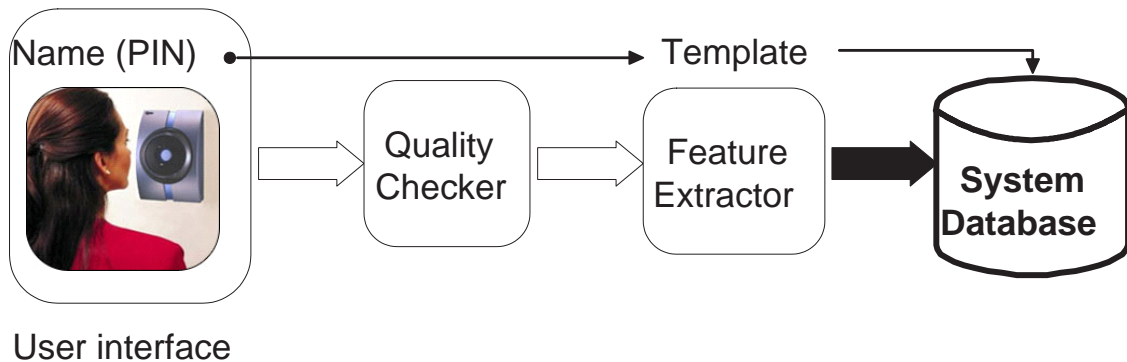 Name (PIN)
Template
Quality
Checker
Feature
Extractor
System
Database
User interface